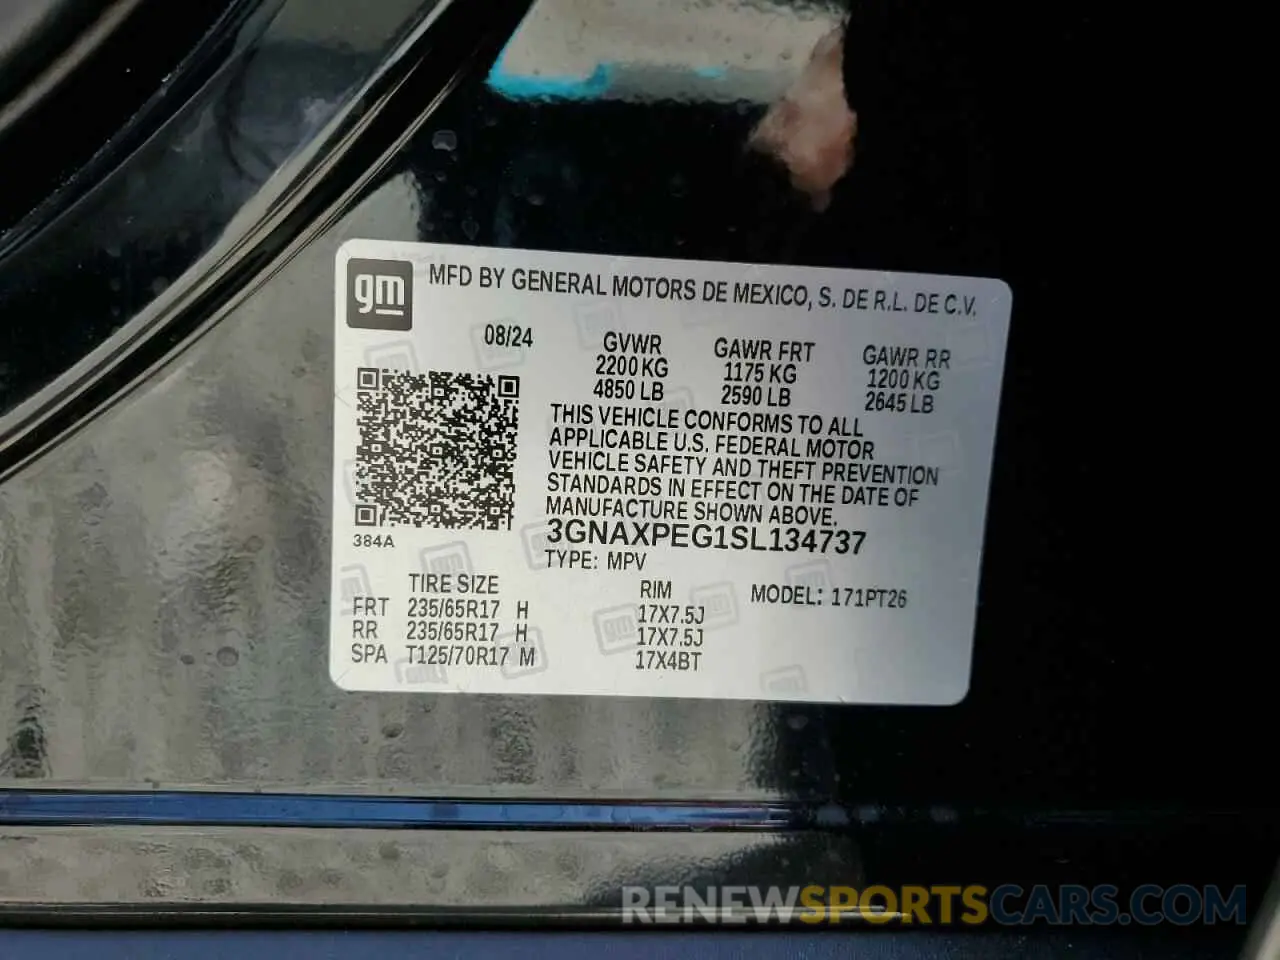 gm
MFD BY GENERAL MOTORS DE MEXICO, S. DE R.L. DE C.V.
08/24 GVWR GAWR FRT GAWR RR
2200 KG 1175 KG 1200 KG
4850 LB 2590 LB 2645 LB
THIS VEHICLE CONFORMS TO ALL
APPLICABLE U.S. FEDERAL MOTOR
VEHICLE SAFETY AND THEFT PREVENTION
STANDARDS IN EFFECT ON THE DATE OF
MANUFACTURE SHOWN ABOVE.
384A
3GNAXPEG1SL134737
TYPE: MPV
TIRE SIZE RIM MODEL: 171PT26
FRT 235/65R17 H 17X7.5J
RR 235/65R17 H 17X7.5J
SPA T125/70R17 M 17X4BT
RENEWSPORTSCARS.COM